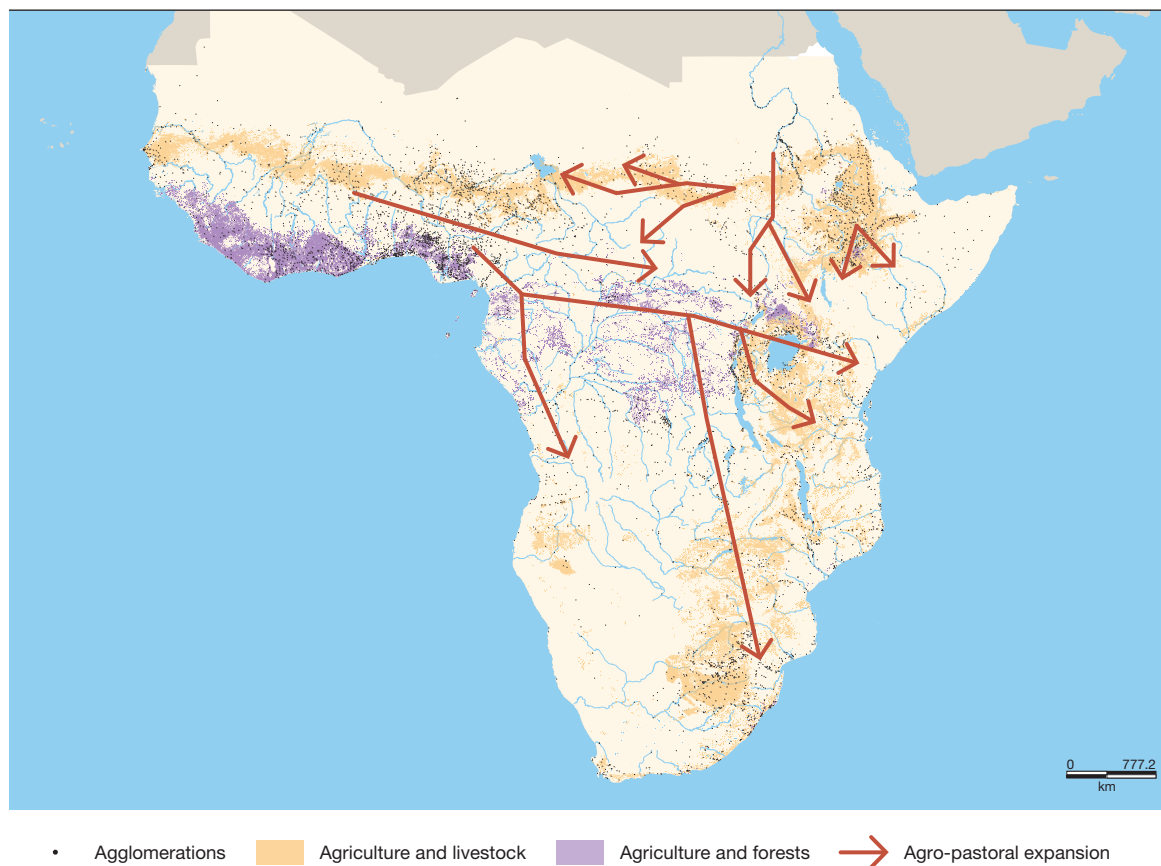 0 777.2
km
Agglomerations Agriculture and livestock Agriculture and forests Agro-pastoral expansion